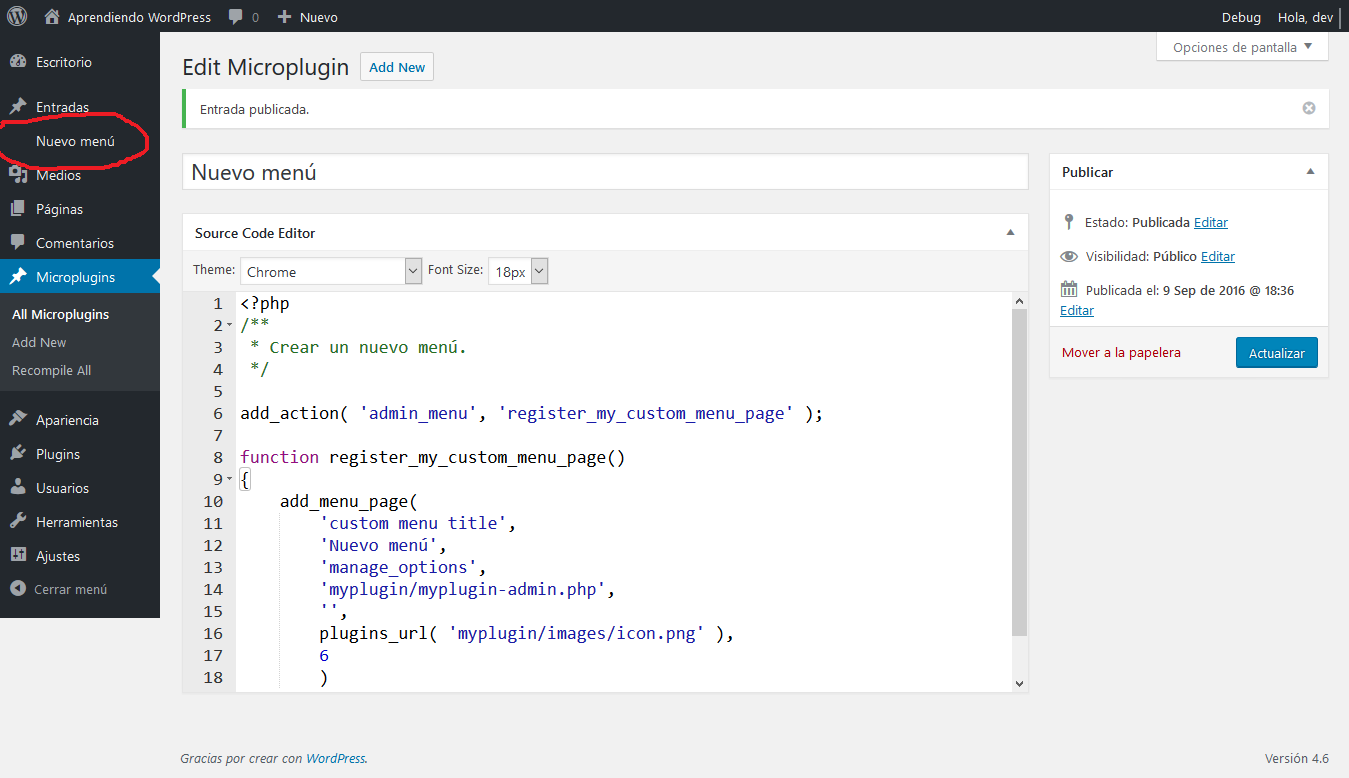 Aprendiendo WordPress 0 Nuevo Debug Hola, dev
Escritorio
Entradas
Nuevo menú
Medios
Páginas
Comentarios
Microplugins
All Microplugins
Add New
Recompile All
Apariencia
Plugins
Usuarios
Herramientas
Ajustes
Cerrar menú
Opciones de pantalla
Edit Microplugin Add New
Entrada publicada.
Nuevo menú
Source Code Editor
Theme: Chrome Font Size: 18px
1 <?php
2 /**
3  * Crear un nuevo menú.
4  */
5
6 add_action( 'admin_menu', 'register_my_custom_menu_page' );
7
8 function register_my_custom_menu_page()
9 {
10     add_menu_page(
11         'custom menu title',
12         'Nuevo menú',
13         'manage_options',
14         'myplugin/myplugin-admin.php',
15         '',
16         plugins_url( 'myplugin/images/icon.png' ),
17         6
18         )
Publicar
Estado: Publicada Editar
Visibilidad: Público Editar
Publicada el: 9 Sep de 2016 @ 18:36
Editar
Mover a la papelera Actualizar
Gracias por crear con WordPress. Versión 4.6